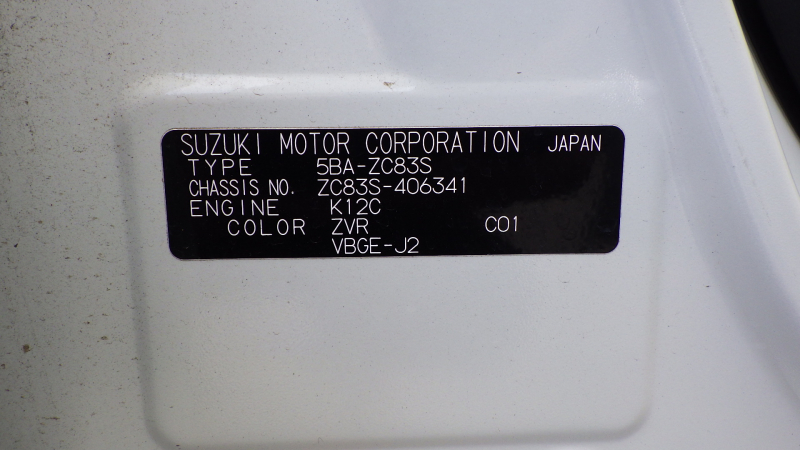 SUZUKI MOTOR CORPORATION JAPAN
TYPE 5BA-ZC83S
CHASSIS NO. ZC83S-406341
ENGINE K12C
COLOR ZVR C01
VBGE-J2